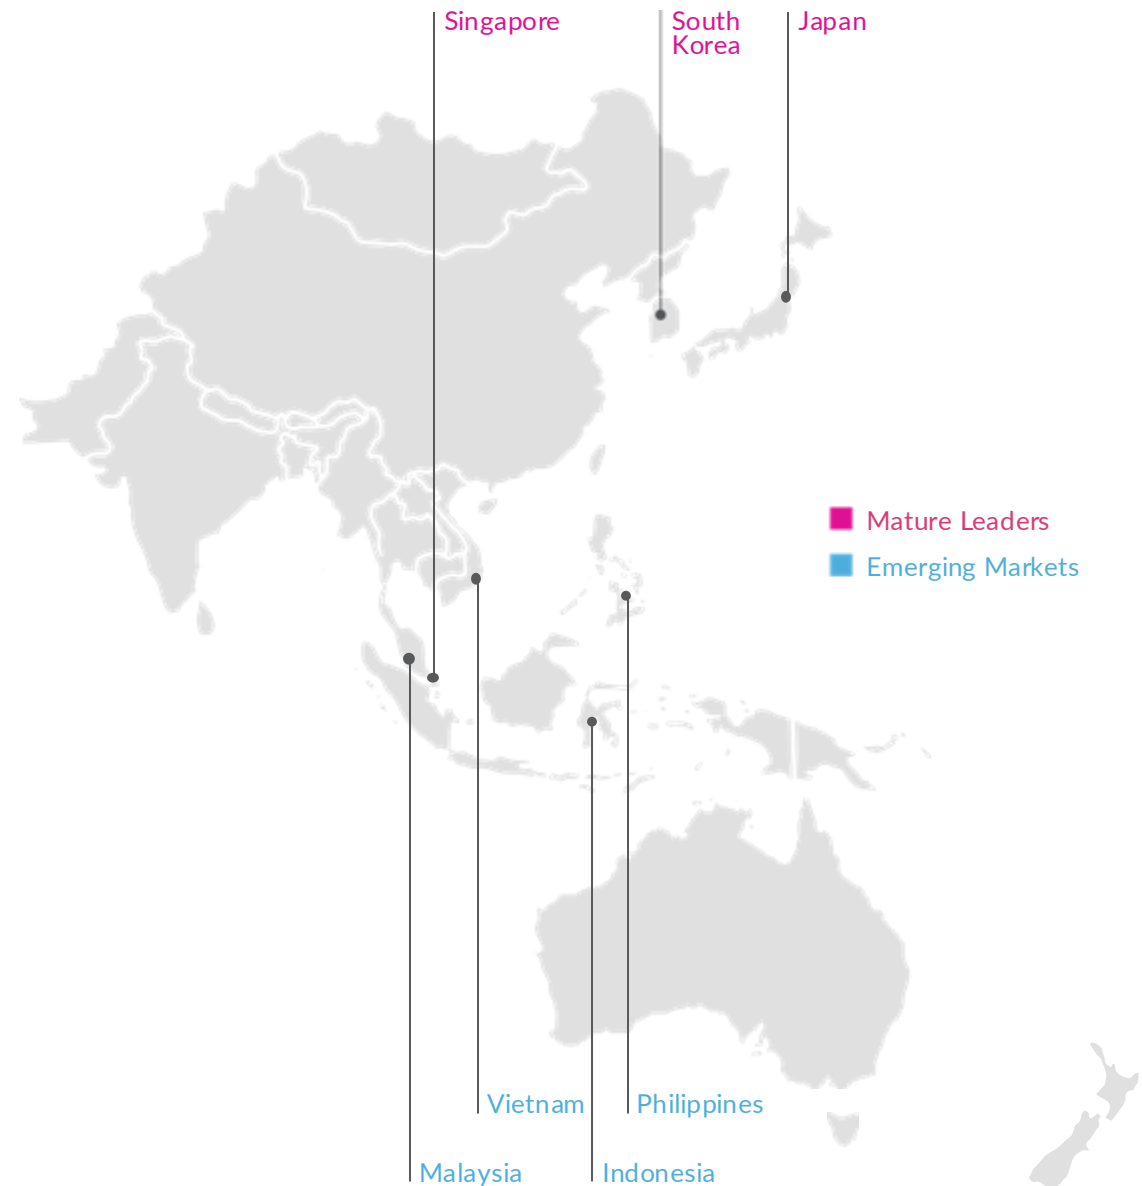 Singapore
South
Korea
Japan
Mature Leaders
Emerging Markets
Vietnam
Philippines
Malaysia
Indonesia